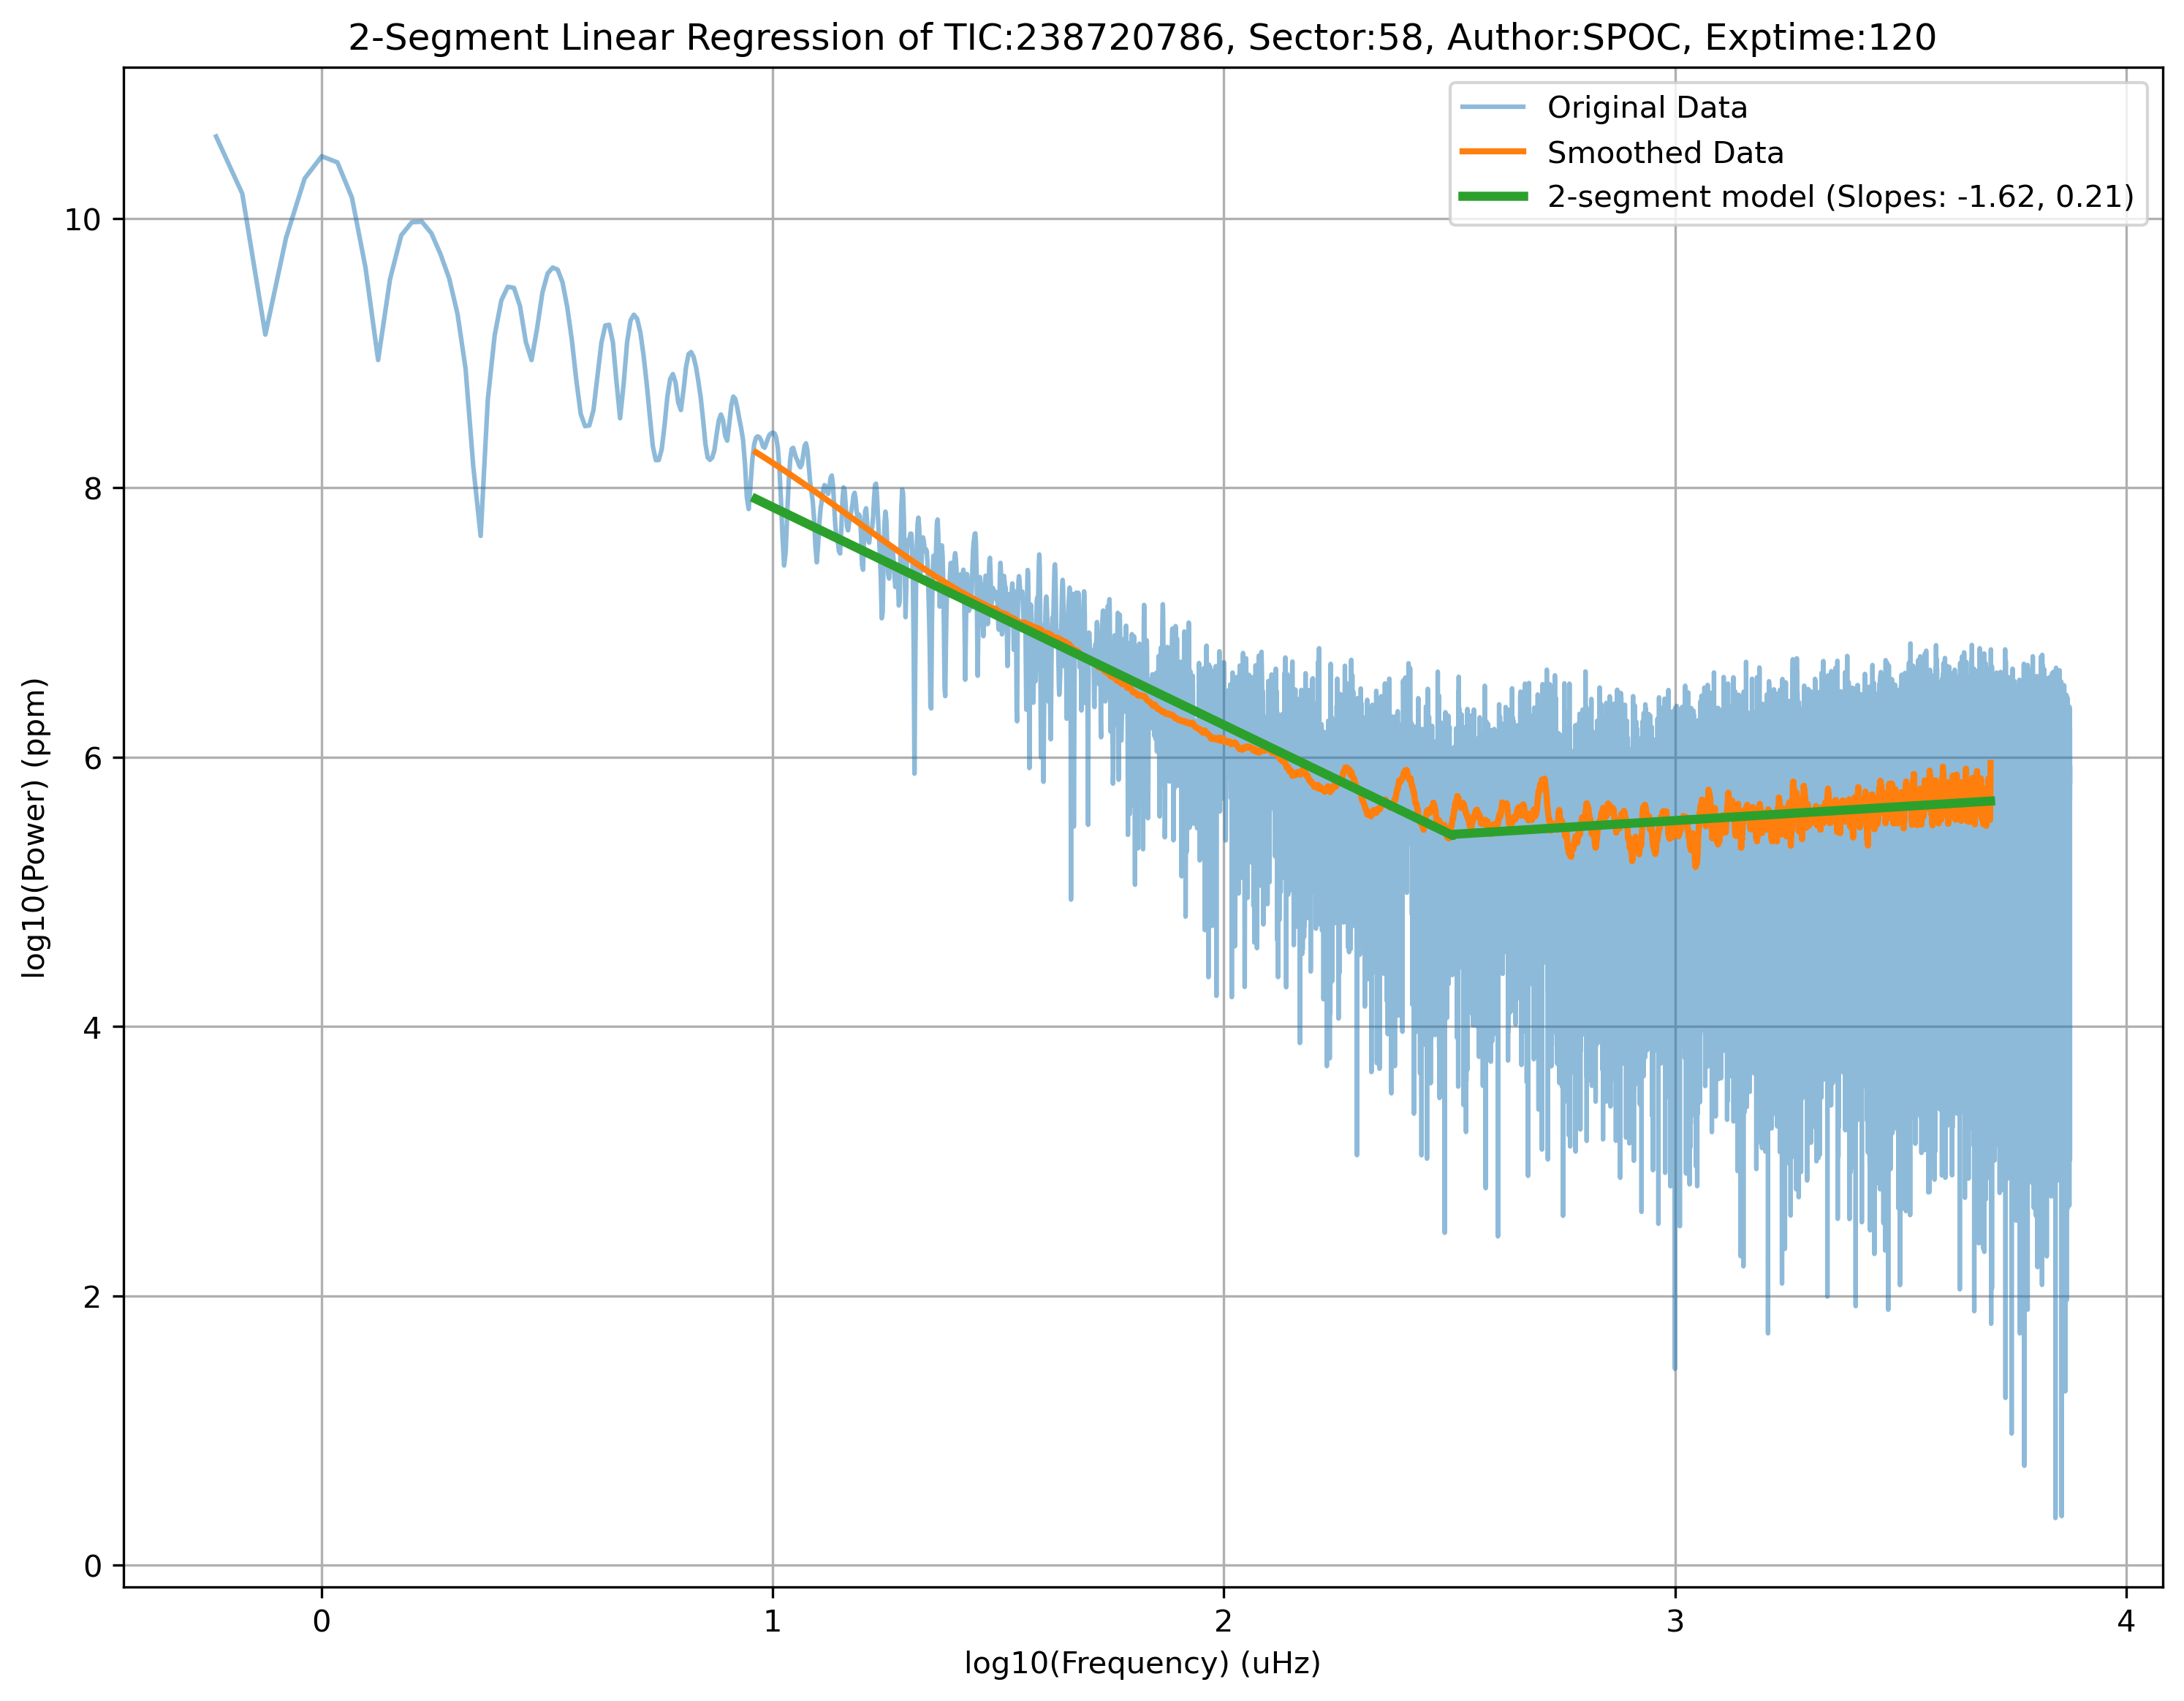 2-Segment Linear Regression of TIC:238720786, Sector:58, Author:SPOC, Exptime:120
Original Data
Smoothed Data
2-segment model (Slopes: -1.62, 0.21)
10
8
6
4
2
0
log10(Power) (ppm)
0 1 2 3 4
log10(Frequency) (uHz)